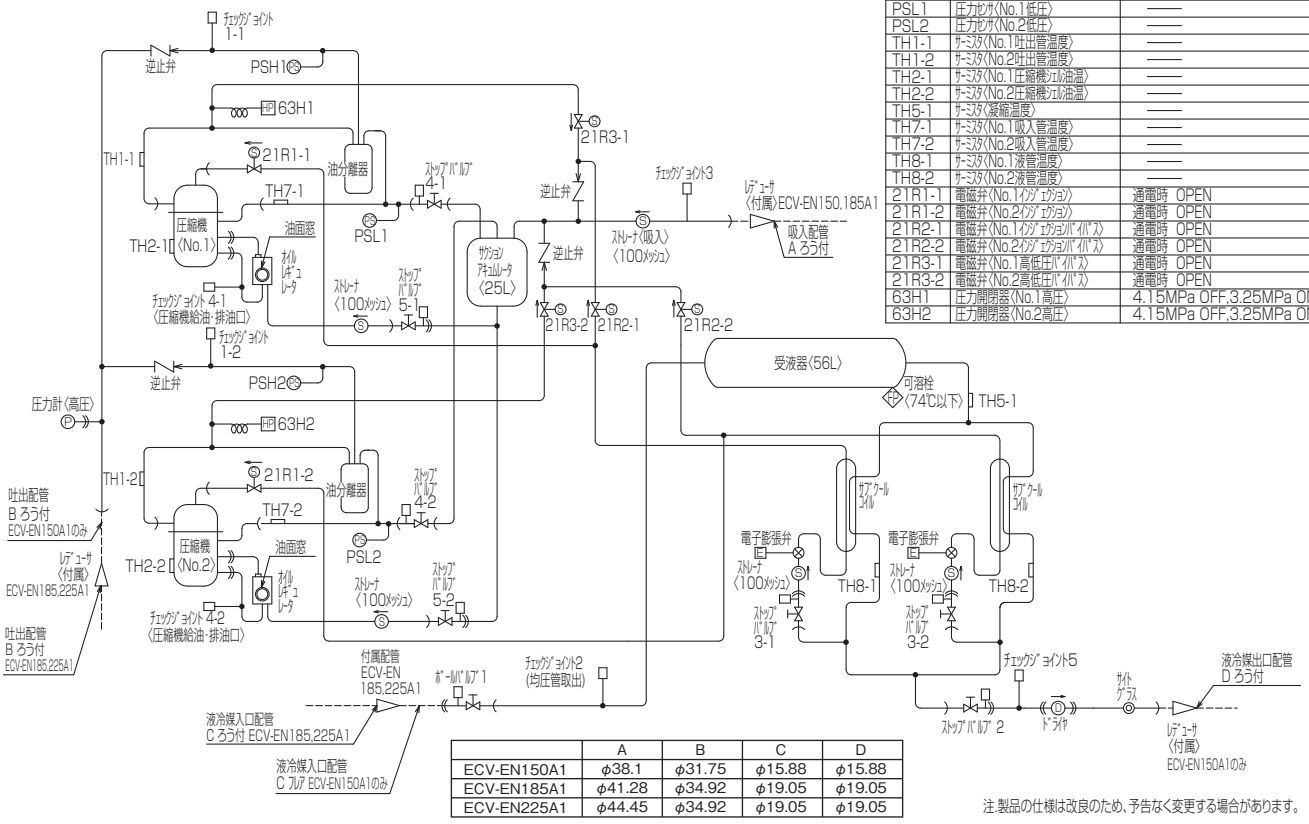 チェックジョイント
1-1
逆止弁
PSH1
PS
HP
63H1
TH1-1
S
21R1-1
油分離器
圧縮機
〈No.1〉
TH7-1
TH2-1
油面窓
オイル
レギュ
レータ
チェックジョイント 4-1
〈圧縮機給油・排油口〉
PS
PSL1
ストップバルブ
4-1
ストレーナ
〈100メッシュ〉
S
ストップ
バルブ
5-1
サクション
アキュムレータ
〈25L〉
S
21R3-1
逆止弁
逆止弁
S
ストレーナ〈吸入〉
〈100メッシュ〉
チェックジョイント3
レデューサ
〈付属〉ECV-EN150,185A1
吸入配管
A ろう付
S
21R3-2
S
21R2-1
S
21R2-2
PSL1 圧力センサ〈No.1低圧〉 ――
PSL2 圧力センサ〈No.2低圧〉 ――
TH1-1 サーミスタ〈No.1吐出管温度〉 ――
TH1-2 サーミスタ〈No.2吐出管温度〉 ――
TH2-1 サーミスタ〈No.1圧縮機シェル油温〉 ――
TH2-2 サーミスタ〈No.2圧縮機シェル油温〉 ――
TH5-1 サーミスタ〈凝縮温度〉 ――
TH7-1 サーミスタ〈No.1吸入管温度〉 ――
TH7-2 サーミスタ〈No.2吸入管温度〉 ――
TH8-1 サーミスタ〈No.1液管温度〉 ――
TH8-2 サーミスタ〈No.2液管温度〉 ――
21R1-1 電磁弁〈No.1インジェクション〉 通電時 OPEN
21R1-2 電磁弁〈No.2インジェクション〉 通電時 OPEN
21R2-1 電磁弁〈No.1インジェクションバイパス〉 通電時 OPEN
21R2-2 電磁弁〈No.2インジェクションバイパス〉 通電時 OPEN
21R3-1 電磁弁〈No.1高低圧バイパス〉 通電時 OPEN
21R3-2 電磁弁〈No.2高低圧バイパス〉 通電時 OPEN
63H1 圧力開閉器〈No.1高圧〉 4.15MPa OFF,3.25MPa
63H2 圧力開閉器〈No.2高圧〉 4.15MPa OFF,3.25MPa
チェックジョイント
1-2
逆止弁
PSH2
PS
圧力計〈高圧〉
P
HP
63H2
TH1-2
S
21R1-2
油分離器
圧縮機
〈No.2〉
TH7-2
TH2-2
油面窓
オイル
レギュ
レータ
チェックジョイント 4-2
〈圧縮機給油・排油口〉
PS
PSL2
ストップ
バルブ
4-2
ストレーナ
〈100メッシュ〉
S
ストップ
バルブ
5-2
吐出配管
B ろう付
ECV-EN150A1のみ
レデューサ
〈付属〉
ECV-EN185,225A1
吐出配管
B ろう付
ECV-EN185,225A1
受液器〈56L〉
FP
可溶栓
〈74℃以下〉
TH5-1
サブクール
コイル
サブクール
コイル
電子膨張弁
E
ストレーナ
〈100メッシュ〉
S
ストップ
バルブ
3-1
TH8-1
電子膨張弁
E
ストレーナ
〈100メッシュ〉
S
ストップ
バルブ
3-2
TH8-2
付属配管
ECV-EN
185,225A1
ボールバルブ1
チェックジョイント2
(均圧管取出)
液冷媒入口配管
C ろう付 ECV-EN185,225A1
液冷媒入口配管
C フレア ECV-EN150A1のみ
チェックジョイント5
ストップバルブ 2
D
ドライヤ
サイト
グラス
液冷媒出口配管
D ろう付
レデューサ
〈付属〉
ECV-EN150A1のみ
A B C D
ECV-EN150A1 φ38.1 φ31.75 φ15.88 φ15.88
ECV-EN185A1 φ41.28 φ34.92 φ19.05 φ19.05
ECV-EN225A1 φ44.45 φ34.92 φ19.05 φ19.05
注.製品の仕様は改良のため、予告なく変更する場合があります。